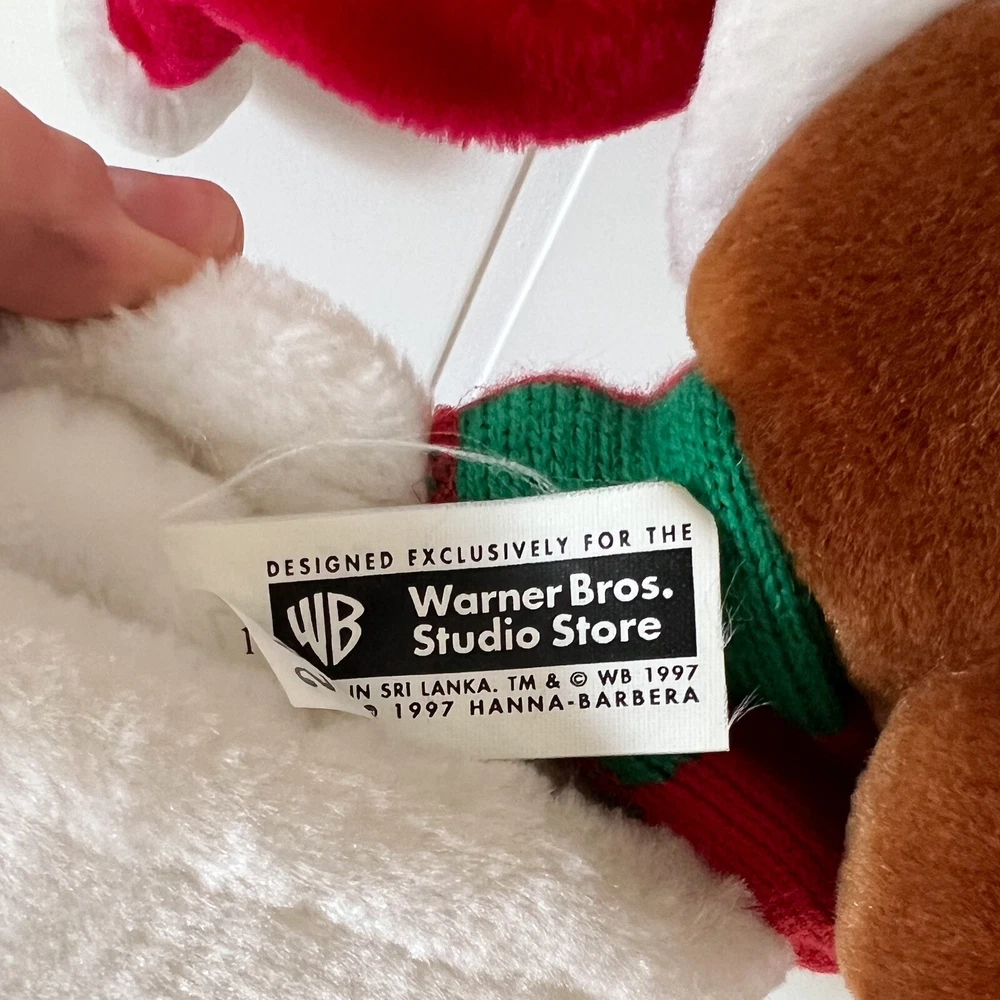 DESIGNED EXCLUSIVELY FOR THE
WB Warner Bros.
Studio Store
IN SRI LANKA. TM & © WB 1997
1997 HANNA-BARBERA